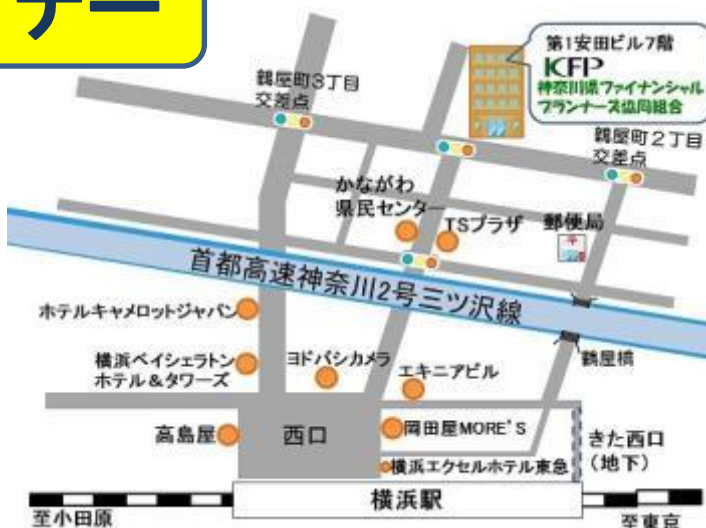 ナー
第1安田ビル7階
KFP
神奈川県ファイナンシャル
プランナーズ協同組合
鶴屋町3丁目
交差点
鶴屋町2丁目
交差点
かながわ
県民センター
TSプラザ
郵便局
首都高速神奈川2号三ツ沢線
ホテルキャメロットジャパン
横浜ベイシェラトン
ホテル&タワーズ
ヨドバシカメラ
エキニアビル
鶴屋橋
高島屋
西口
岡田屋MORE'S
横浜エクセルホテル東急
きた西口
(地下)
横浜駅
至小田原
至東京